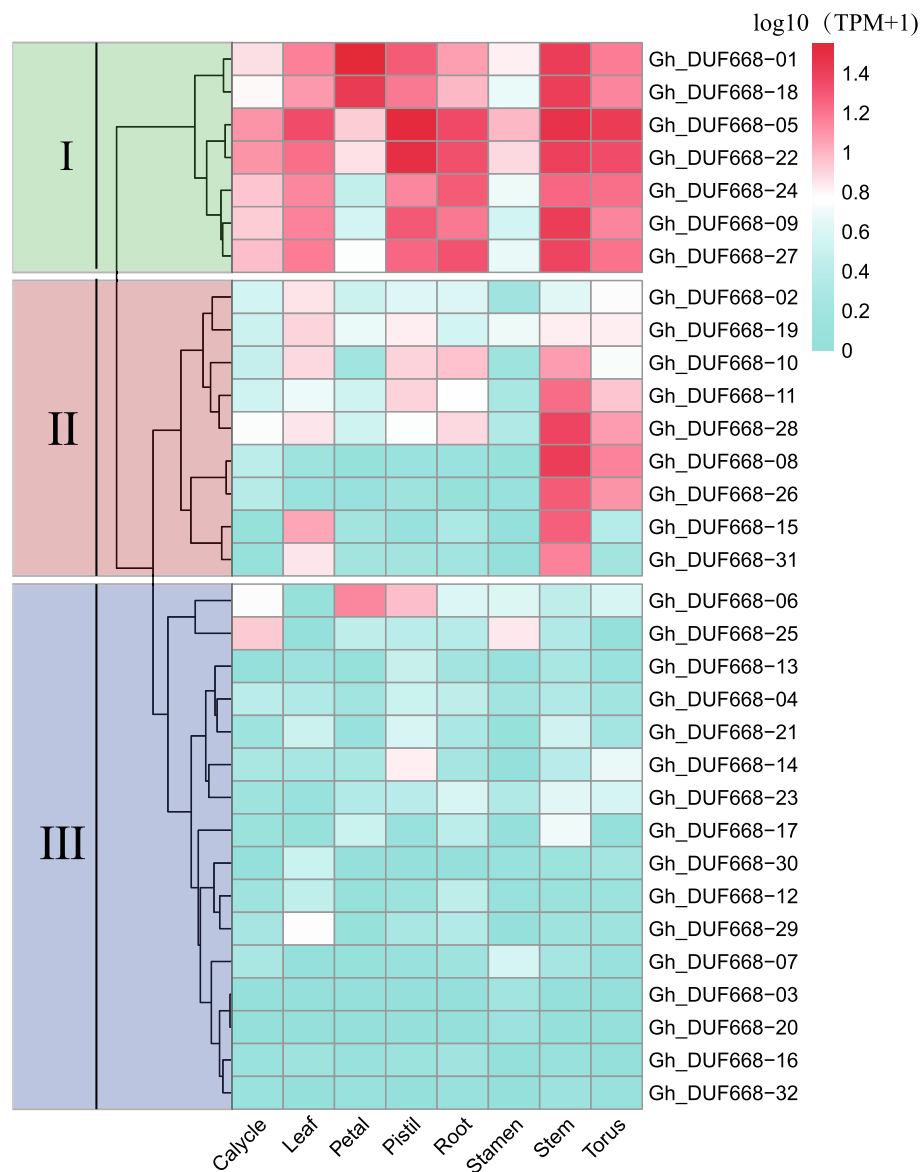 log10（TPM+1)
1.4
1.2
1
0.8
0.6
0.4
0.2
0
I
Gh_DUF668−01
Gh_DUF668−18
Gh_DUF668−05
Gh_DUF668−22
Gh_DUF668−24
Gh_DUF668−09
Gh_DUF668−27
II
Gh_DUF668−02
Gh_DUF668−19
Gh_DUF668−10
Gh_DUF668−11
Gh_DUF668−28
Gh_DUF668−08
Gh_DUF668−26
Gh_DUF668−15
Gh_DUF668−31
III
Gh_DUF668−06
Gh_DUF668−25
Gh_DUF668−13
Gh_DUF668−04
Gh_DUF668−21
Gh_DUF668−14
Gh_DUF668−23
Gh_DUF668−17
Gh_DUF668−30
Gh_DUF668−12
Gh_DUF668−29
Gh_DUF668−07
Gh_DUF668−03
Gh_DUF668−20
Gh_DUF668−16
Gh_DUF668−32
Calycle Leaf Petal Pistil Root Stamen Stem Torus